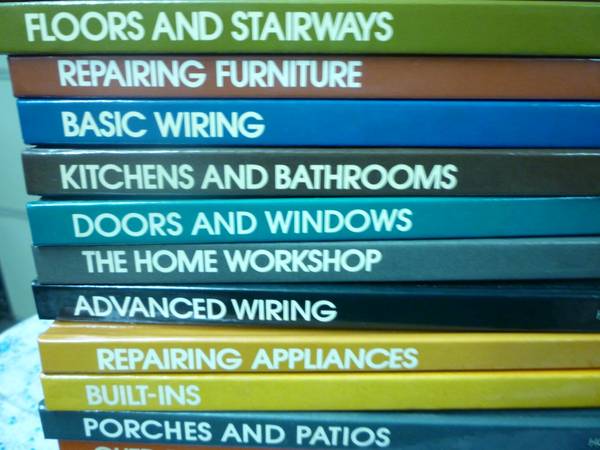 FLOORS AND STAIRWAYS
REPAIRING FURNITURE
BASIC WIRING
KITCHENS AND BATHROOMS
DOORS AND WINDOWS
THE HOME WORKSHOP
ADVANCED WIRING
REPAIRING APPLIANCES
BUILT-INS
PORCHES AND PATIOS